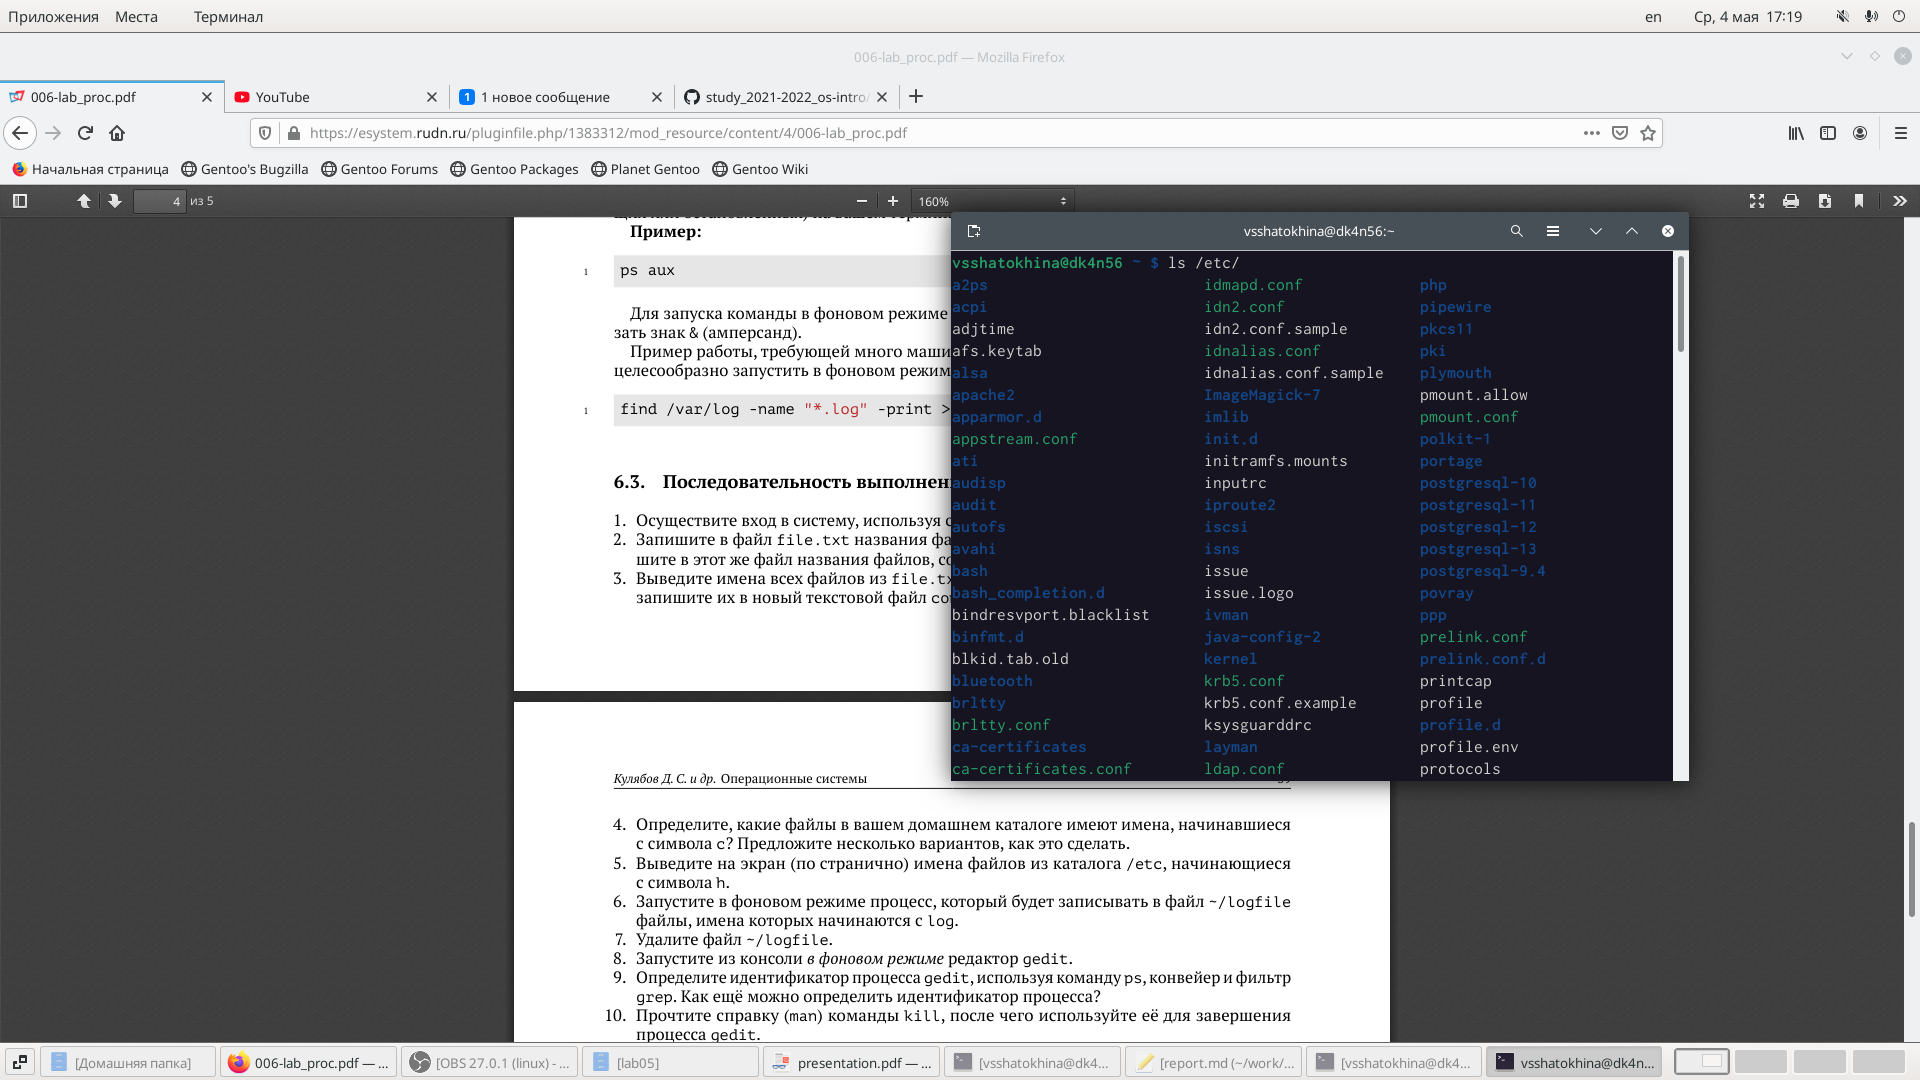 Приложения Места Терминал en Ср, 4 мая 17:19
006-lab_proc.pdf — Mozilla Firefox
006-lab_proc.pdf YouTube 1 1 новое сообщение study_2021-2022_os-intro/
https://esystem.rudn.ru/pluginfile.php/1383312/mod_resource/content/4/006-lab_proc.pdf
Начальная страница Gentoo's Bugzilla Gentoo Forums Gentoo Packages Planet Gentoo Gentoo Wiki
4 из 5 160%
Пример:
1 ps aux
Для запуска команды в фоновом режиме
зать знак & (амперсанд).
Пример работы, требующей много маши
целесообразно запустить в фоновом режим
1 find /var/log -name "*.log" -print >
6.3. Последовательность выполнен
1. Осуществите вход в систему, используя
2. Запишите в файл file.txt названия фа
шите в этот же файл названия файлов, со
3. Выведите имена всех файлов из file.tx
запишите их в новый текстовой файл co
vsshatokhina@dk4n56:~
vsshatokhina@dk4n56 ~ $ ls /etc/
a2ps idmapd.conf php
acpi idn2.conf pipewire
adjtime idn2.conf.sample pkcs11
afs.keytab idnalias.conf pki
alsa idnalias.conf.sample plymouth
apache2 ImageMagick-7 pmount.allow
apparmor.d imlib pmount.conf
appstream.conf init.d polkit-1
ati initramfs.mounts portage
audisp inputrc postgresql-10
audit iproute2 postgresql-11
autofs iscsi postgresql-12
avahi isns postgresql-13
bash issue postgresql-9.4
bash_completion.d issue.logo povray
bindresvport.blacklist ivman ppp
binfmt.d java-config-2 prelink.conf
blkid.tab.old kernel prelink.conf.d
bluetooth krb5.conf printcap
brltty krb5.conf.example profile
brltty.conf ksysguarddrc profile.d
ca-certificates layman profile.env
ca-certificates.conf ldap.conf protocols
Кулябов Д. С. и др. Операционные системы
4. Определите, какие файлы в вашем домашнем каталоге имеют имена, начинавшиеся
с символа c? Предложите несколько вариантов, как это сделать.
5. Выведите на экран (по странично) имена файлов из каталога /etc, начинающиеся
с символа h.
6. Запустите в фоновом режиме процесс, который будет записывать в файл ~/logfile
файлы, имена которых начинаются с log.
7. Удалите файл ~/logfile.
8. Запустите из консоли в фоновом режиме редактор gedit.
9. Определите идентификатор процесса gedit, используя команду ps, конвейер и фильтр
grep. Как ещё можно определить идентификатор процесса?
10. Прочтите справку (man) команды kill, после чего используйте её для завершения
процесса gedit.
[Домашняя папка] 006-lab_proc.pdf — ... [OBS 27.0.1 (linux) - ... [lab05] presentation.pdf — ... [vsshatokhina@dk4... [report.md (~/work/... [vsshatokhina@dk4... vsshatokhina@dk4n...